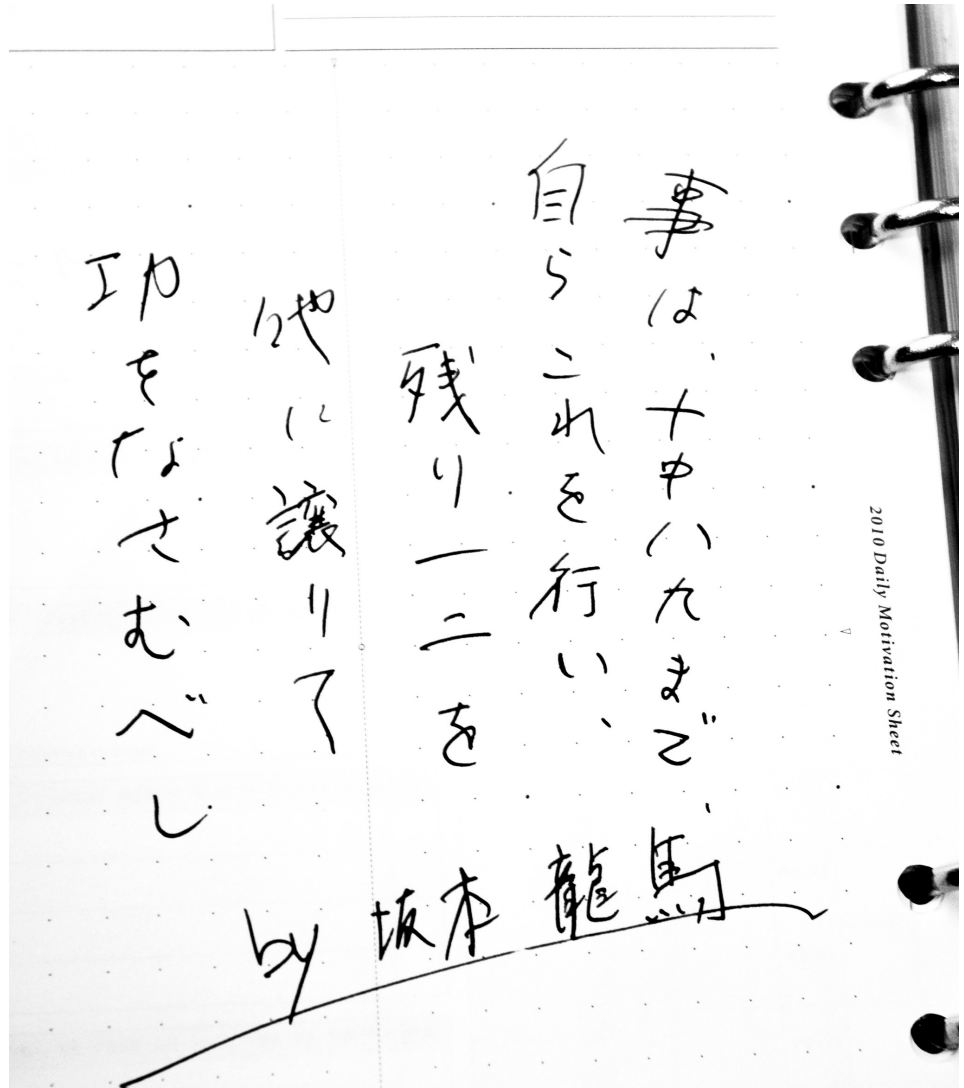 事は、十中八九まで、
自らこれを行い、
残り一二を
他に譲りて
功をなさむべし
by 坂本龍馬
2010 Daily Motivation Sheet